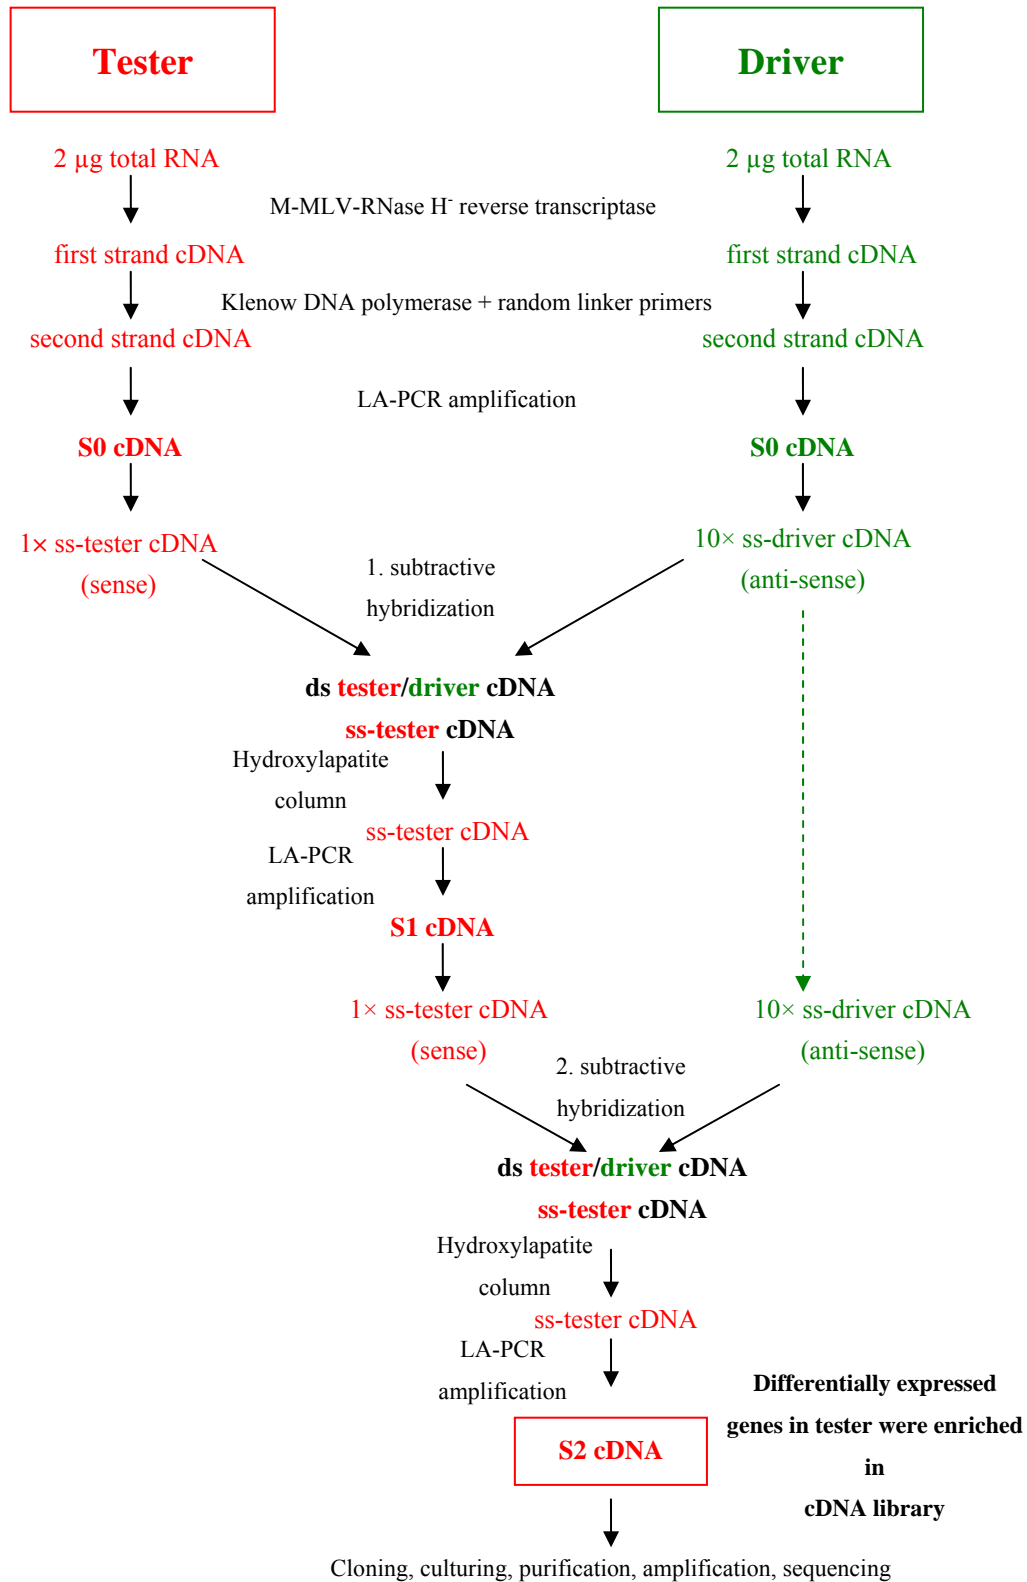 Tester
Driver
2 µg total RNA
2 µg total RNA
M-MLV-RNase H⁻ reverse transcriptase
first strand cDNA
first strand cDNA
Klenow DNA polymerase + random linker primers
second strand cDNA
second strand cDNA
LA-PCR amplification
S0 cDNA
S0 cDNA
1× ss-tester cDNA
(sense)
10× ss-driver cDNA
(anti-sense)
1. subtractive
hybridization
ds tester/driver cDNA
ss-tester cDNA
Hydroxylapatite
column
ss-tester cDNA
LA-PCR
amplification
S1 cDNA
1× ss-tester cDNA
(sense)
10× ss-driver cDNA
(anti-sense)
2. subtractive
hybridization
ds tester/driver cDNA
ss-tester cDNA
Hydroxylapatite
column
ss-tester cDNA
LA-PCR
amplification
S2 cDNA
Differentially expressed
genes in tester were enriched
in
cDNA library
Cloning, culturing, purification, amplification, sequencing